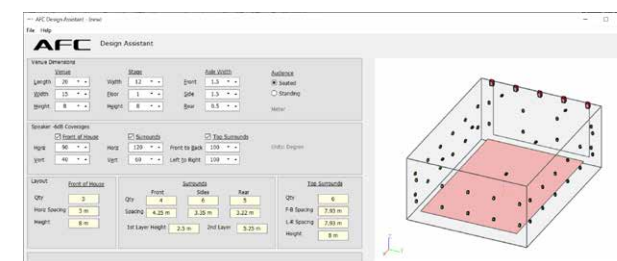 AFC Design Assistant - (new)
File Help
AFC Design Assistant
Venue Dimensions
Venue Stage Aisle Width Audience
Length 20 Width 12 Front 1.5 Seated
Width 15 Floor 1 Side 1.5 Standing
Height 8 Height 8 Rear 0.5 Meter
Speaker -6dB Coverages
Front of House Surrounds Top Surrounds
Horz 90 Horz 120 Front to Back 100 Units: Degree
Vert 40 Vert 60 Left to Right 100
Layout Front of House Surrounds Top Surrounds
Front Sides Rear
Qty 5 Qty 4 6 5 Qty 6
Horiz Spacing 3 m Spacing 4.25 m 3.35 m 3.22 m F-B Spacing 7.93 m
Height 8 m 1st Layer Height 2.5 m 2nd Layer 5.25 m L-R Spacing 7.93 m
Height 8 m